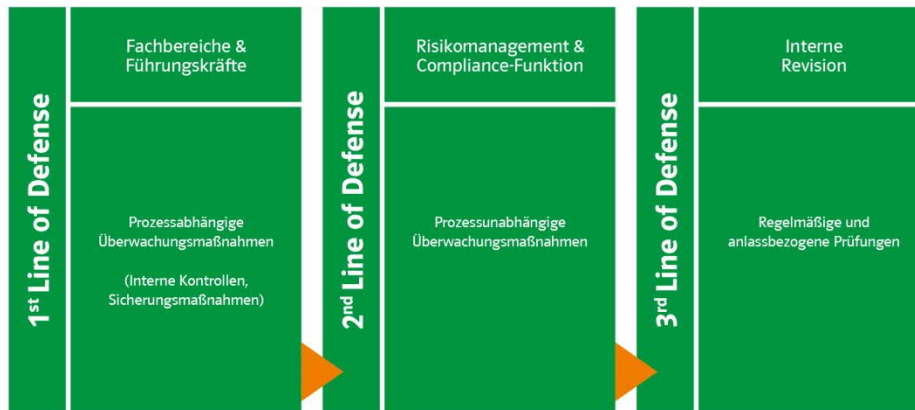 1st Line of Defense
Fachbereiche &
Führungskräfte
Prozessabhängige
Überwachungsmaßnahmen
(Interne Kontrollen,
Sicherungsmaßnahmen)
2nd Line of Defense
Risikomanagement &
Compliance-Funktion
Prozessunabhängige
Überwachungsmaßnahmen
3rd Line of Defense
Interne
Revision
Regelmäßige und
anlassbezogene Prüfungen